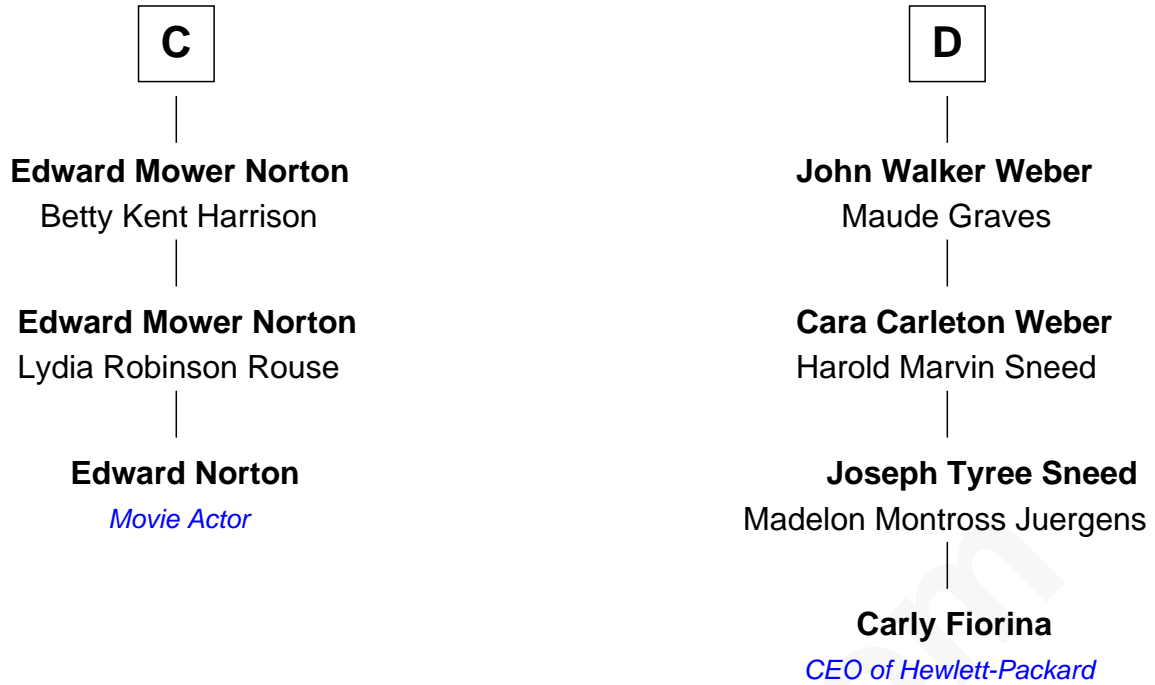 C
Edward Mower Norton
Betty Kent Harrison
Edward Mower Norton
Lydia Robinson Rouse
Edward Norton
Movie Actor
D
John Walker Weber
Maude Graves
Cara Carleton Weber
Harold Marvin Sneed
Joseph Tyree Sneed
Madelon Montross Juergens
Carly Fiorina
CEO of Hewlett-Packard